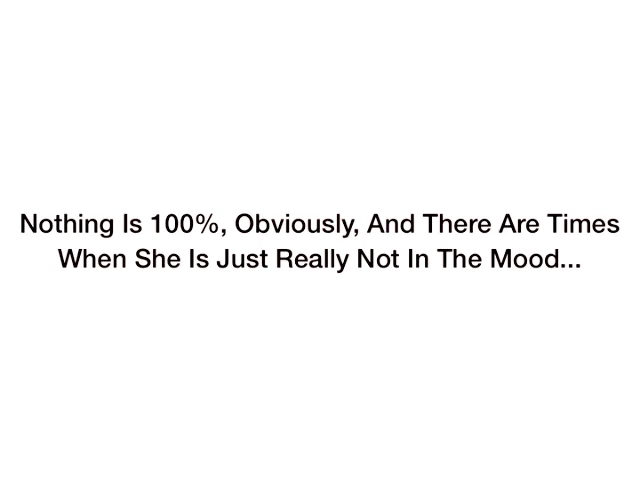 Nothing Is 100%, Obviously, And There Are Times
When She Is Just Really Not In The Mood...